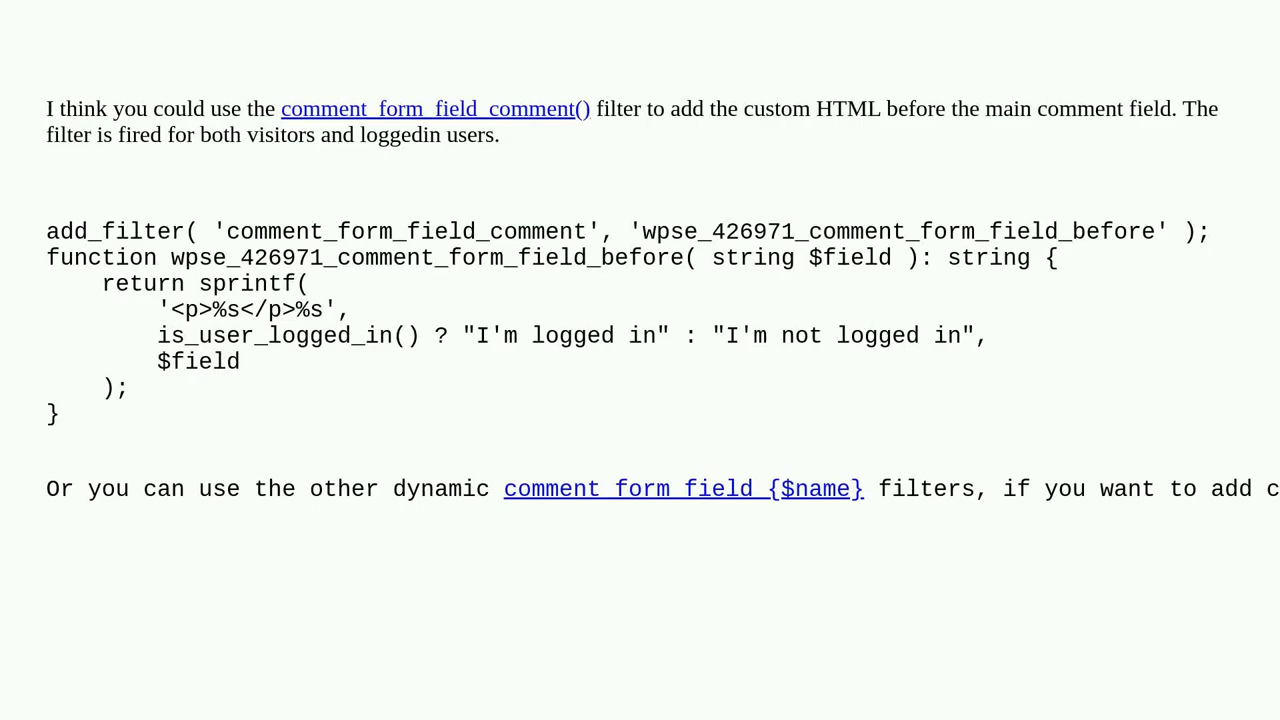 I think you could use the comment_form_field_comment() filter to add the custom HTML before the main comment field. The
filter is fired for both visitors and loggedin users.
add_filter( 'comment_form_field_comment', 'wpse_426971_comment_form_field_before' );
function wpse_426971_comment_form_field_before( string $field ): string {
    return sprintf(
        '<p>%s</p>%s',
        is_user_logged_in() ? "I'm logged in" : "I'm not logged in",
        $field
    );
}
Or you can use the other dynamic comment_form_field_{$name} filters, if you want to add